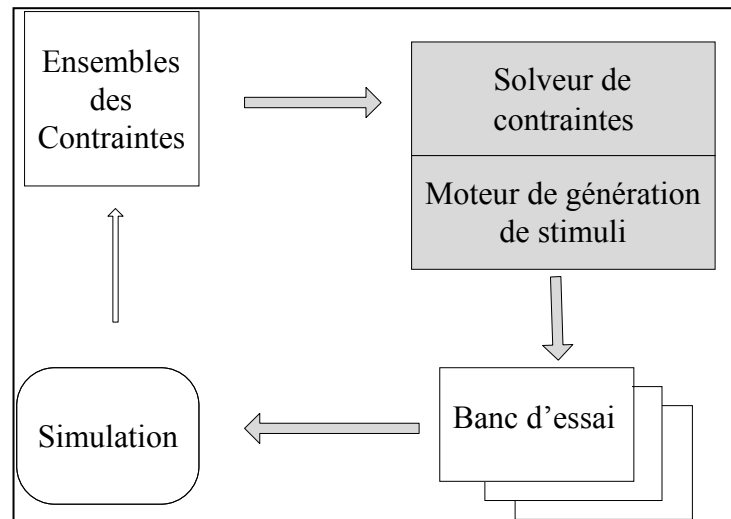 Ensembles
des
Contraintes
Solveur de
contraintes
Moteur de génération
de stimuli
Banc d’essai
Simulation